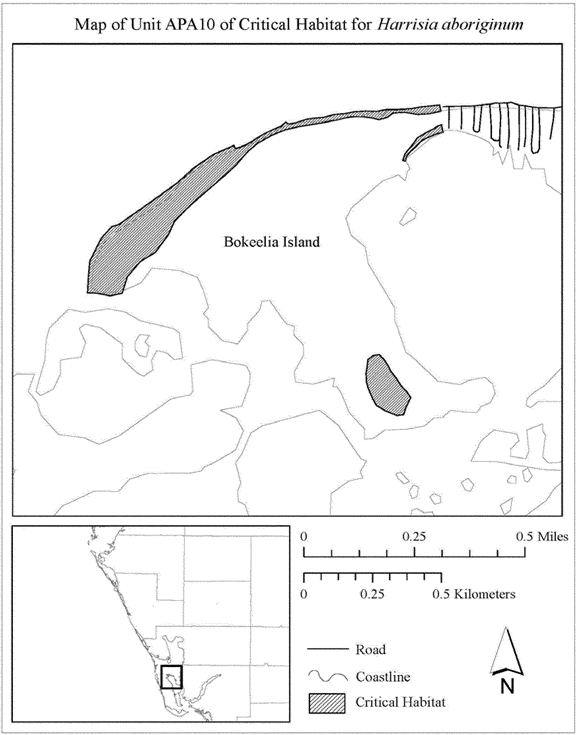 Map of Unit APA10 of Critical Habitat for Harrisia aboriginum
Bokeelia Island
0 0.25 0.5 Miles
0 0.25 0.5 Kilometers
Road
Coastline
Critical Habitat
N